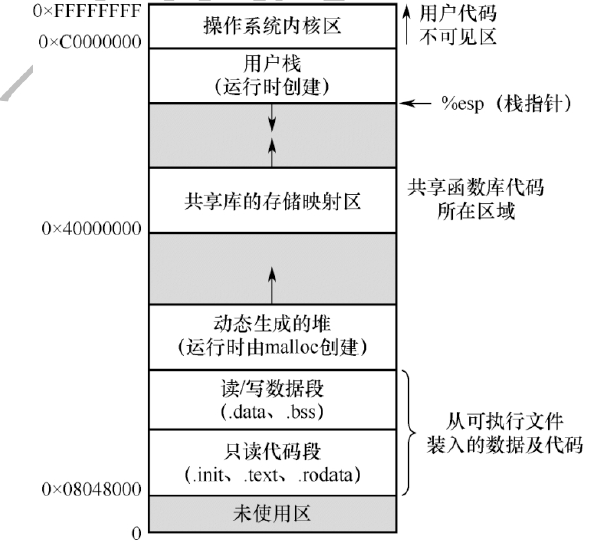 0×FFFFFFFF
操作系统内核区
用户代码
不可见区
0×C0000000
用户栈
(运行时创建)
%esp（栈指针）
共享库的存储映射区
共享函数库代码
所在区域
0×40000000
动态生成的堆
(运行时由malloc创建)
读/写数据段
(.data、.bss)
从可执行文件
装入的数据及代码
只读代码段
(.init、.text、.rodata)
0×08048000
未使用区
0